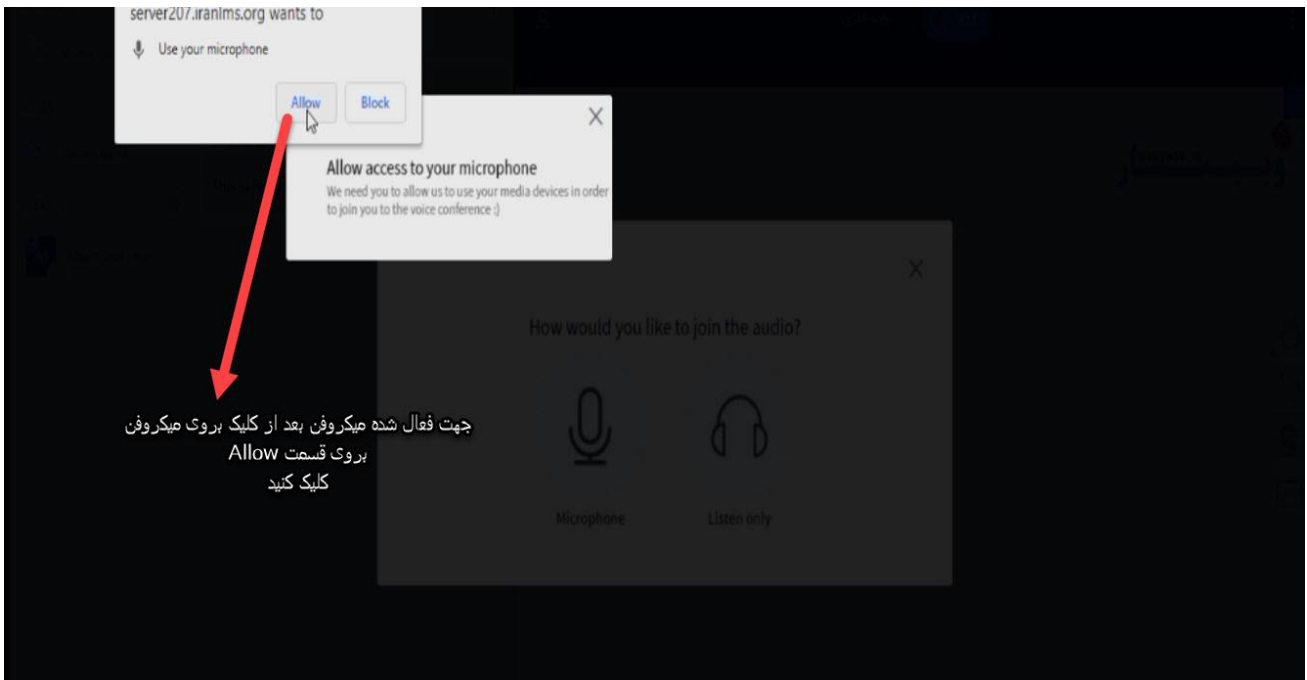 server207.iranlms.org wants to
Use your microphone
Allow
Block
Allow access to your microphone
We need you to allow us to use your media devices in order
to join you to the voice conference :)
How would you like to join the audio?
Microphone
Listen only
جهت فعال شده میکروفن بعد از کلیک بروی میکروفن
بروی قسمت Allow
کلیک کنید